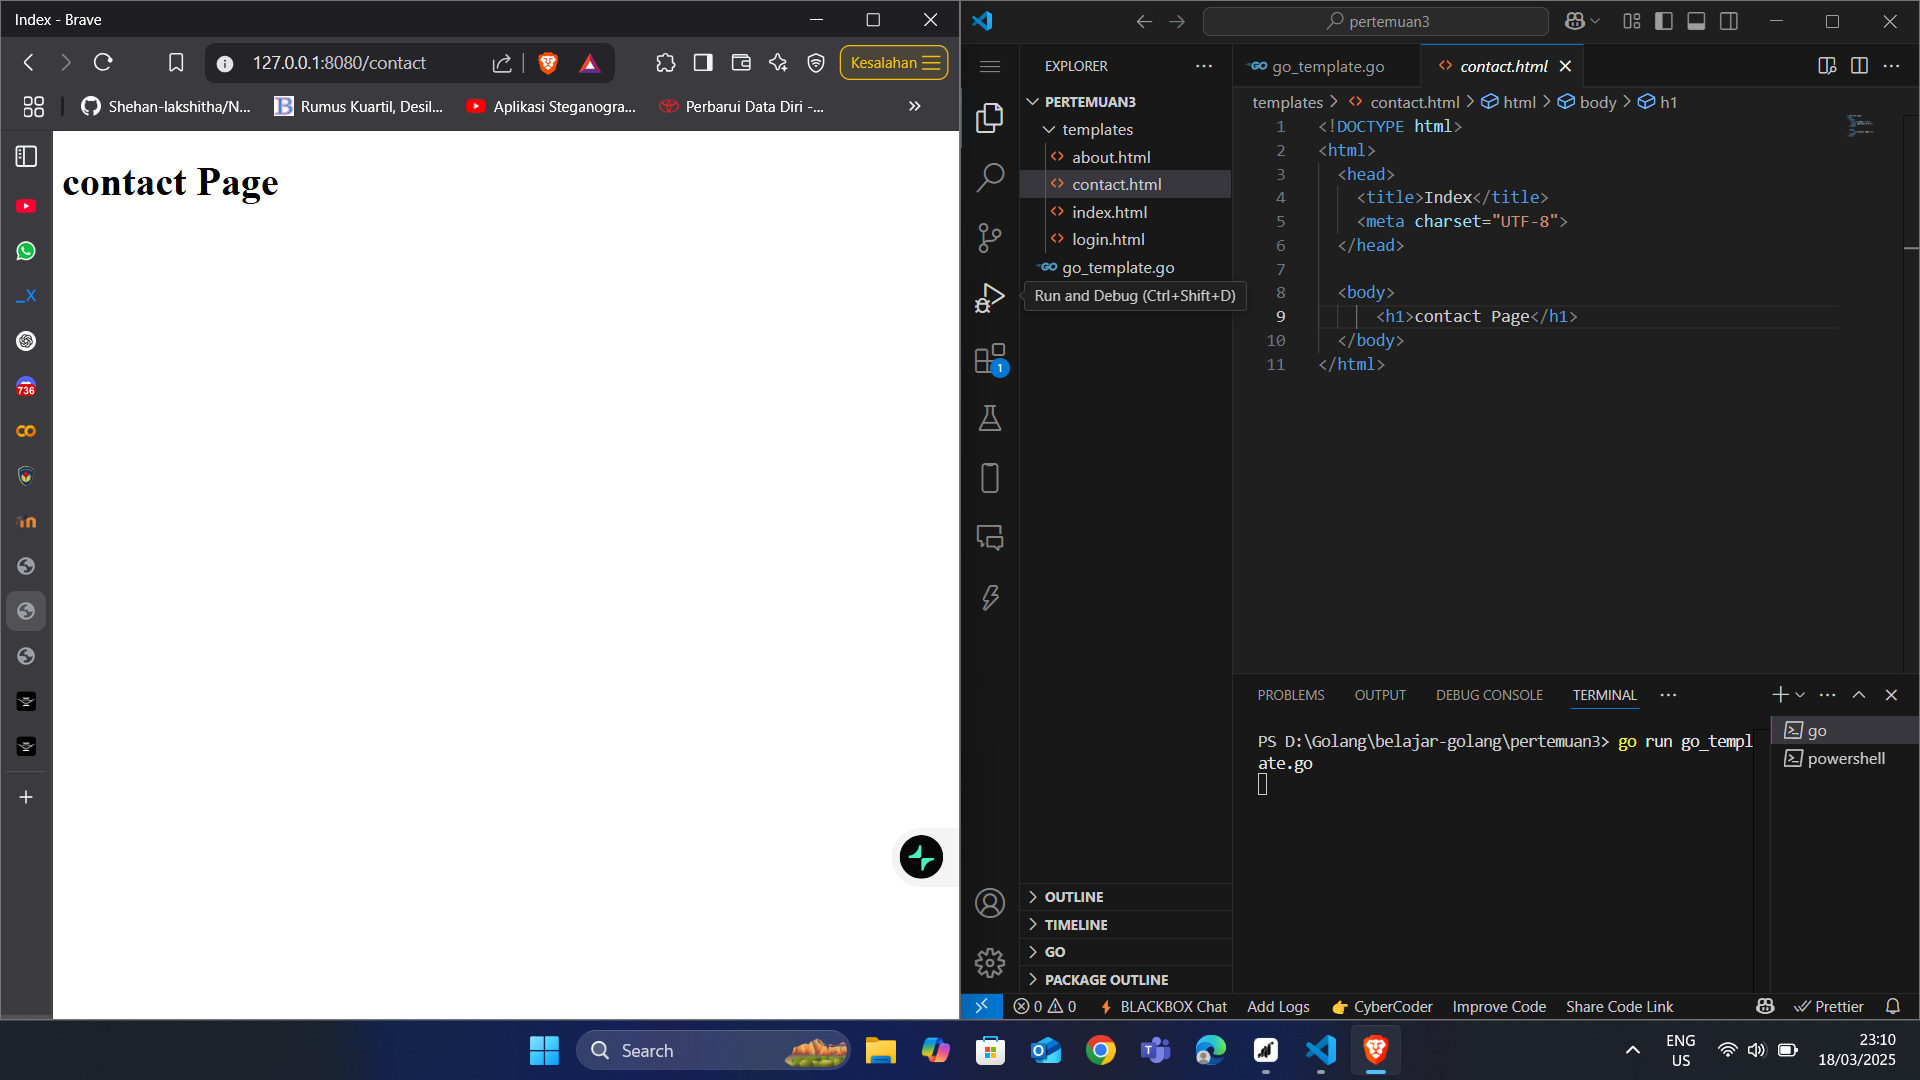 Index - Brave
127.0.0.1:8080/contact
Kesalahan
Shehan-lakshitha/N...
Rumus Kuartil, Desil...
Aplikasi Steganogra...
Perbarui Data Diri -...
736
contact Page
pertemuan3
EXPLORER
PERTEMUAN3
templates
about.html
contact.html
index.html
login.html
go_template.go
Run and Debug (Ctrl+Shift+D)
1
OUTLINE
TIMELINE
GO
PACKAGE OUTLINE
go_template.go
contact.html
templates > contact.html > html > body > h1
1 <!DOCTYPE html>
2 <html>
3 <head>
4 <title>Index</title>
5 <meta charset="UTF-8">
6 </head>
7
8 <body>
9 <h1>contact Page</h1>
10 </body>
11 </html>
PROBLEMS OUTPUT DEBUG CONSOLE TERMINAL
PS D:\Golang\belajar-golang\pertemuan3> go run go_templ
ate.go
go
powershell
0 0 BLACKBOX Chat Add Logs CyberCoder Improve Code Share Code Link Prettier
Search
ENG
US
23:10
18/03/2025